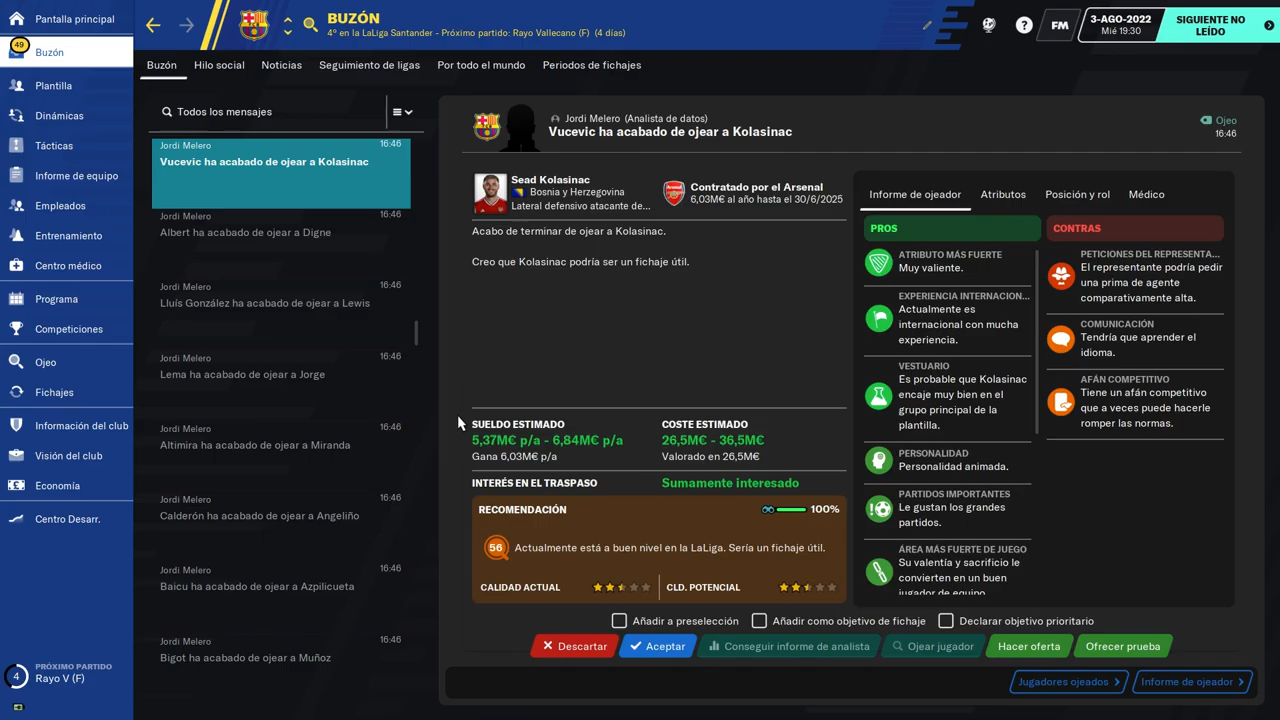 Pantalla principal
49
Buzón
Plantilla
Dinámicas
Tácticas
Informe de equipo
Empleados
Entrenamiento
Centro médico
Programa
Competiciones
Ojeo
Fichajes
Información del club
Visión del club
Economía
Centro Desarr.
4
PRÓXIMO PARTIDO
Rayo V (F)
BUZÓN
4º en la LaLiga Santander - Próximo partido: Rayo Vallecano (F) (4 días)
FM
3-AGO-2022
Mié 19:30
SIGUIENTE NO
LEÍDO
Buzón
Hilo social
Noticias
Seguimiento de ligas
Por todo el mundo
Periodos de fichajes
Todos los mensajes
Jordi Melero 16:46
Vucevic ha acabado de ojear a Kolasinac
Jordi Melero 16:46
Albert ha acabado de ojear a Digne
Jordi Melero 16:46
Lluís González ha acabado de ojear a Lewis
Jordi Melero 16:46
Lema ha acabado de ojear a Jorge
Jordi Melero 16:46
Altimira ha acabado de ojear a Miranda
Jordi Melero 16:46
Calderón ha acabado de ojear a Angeliño
Jordi Melero 16:46
Baicu ha acabado de ojear a Azpilicueta
Jordi Melero 16:46
Bigot ha acabado de ojear a Muñoz
Jordi Melero (Analista de datos)
Vucevic ha acabado de ojear a Kolasinac
Ojeo
16:46
Sead Kolasinac
Bosnia y Herzegovina
Lateral defensivo atacante de...
Contratado por el Arsenal
6,03M€ al año hasta el 30/6/2025
Acabo de terminar de ojear a Kolasinac.
Creo que Kolasinac podría ser un fichaje útil.
SUELDO ESTIMADO
5,37M€ p/a - 6,84M€ p/a
Gana 6,03M€ p/a
COSTE ESTIMADO
26,5M€ - 36,5M€
Valorado en 26,5M€
INTERÉS EN EL TRASPASO
Sumamente interesado
RECOMENDACIÓN
100%
56
Actualmente está a buen nivel en la LaLiga. Sería un fichaje útil.
CALIDAD ACTUAL
CLD. POTENCIAL
Informe de ojeador
Atributos
Posición y rol
Médico
PROS
ATRIBUTO MÁS FUERTE
Muy valiente.
EXPERIENCIA INTERNACION...
Actualmente es
internacional con mucha
experiencia.
VESTUARIO
Es probable que Kolasinac
encaje muy bien en el
grupo principal de la
plantilla.
PERSONALIDAD
Personalidad animada.
PARTIDOS IMPORTANTES
Le gustan los grandes
partidos.
ÁREA MÁS FUERTE DE JUEGO
Su valentía y sacrificio le
convierten en un buen
jugador de equipo
CONTRAS
PETICIONES DEL REPRESENTA...
El representante podría pedir
una prima de agente
comparativamente alta.
COMUNICACIÓN
Tendría que aprender el
idioma.
AFÁN COMPETITIVO
Tiene un afán competitivo
que a veces puede hacerle
romper las normas.
Añadir a preselección
Añadir como objetivo de fichaje
Declarar objetivo prioritario
Descartar
Aceptar
Conseguir informe de analista
Ojear jugador
Hacer oferta
Ofrecer prueba
Jugadores ojeados
Informe de ojeador